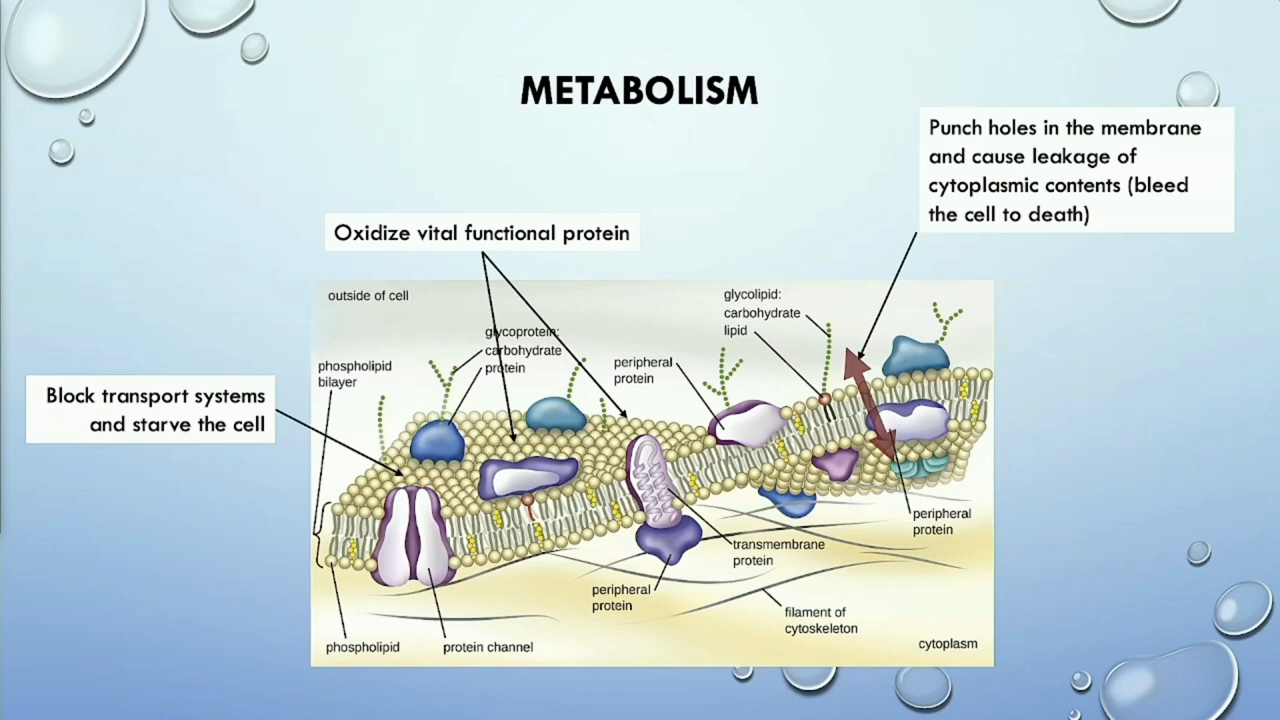 METABOLISM
Punch holes in the membrane
and cause leakage of
cytoplasmic contents (bleed
the cell to death)
Oxidize vital functional protein
Block transport systems
and starve the cell
outside of cell
glycoprotein:
carbohydrate
protein
phospholipid
bilayer
peripheral
protein
glycolipid:
carbohydrate
lipid
peripheral
protein
transmembrane
protein
peripheral
protein
filament of
cytoskeleton
phospholipid
protein channel
cytoplasm